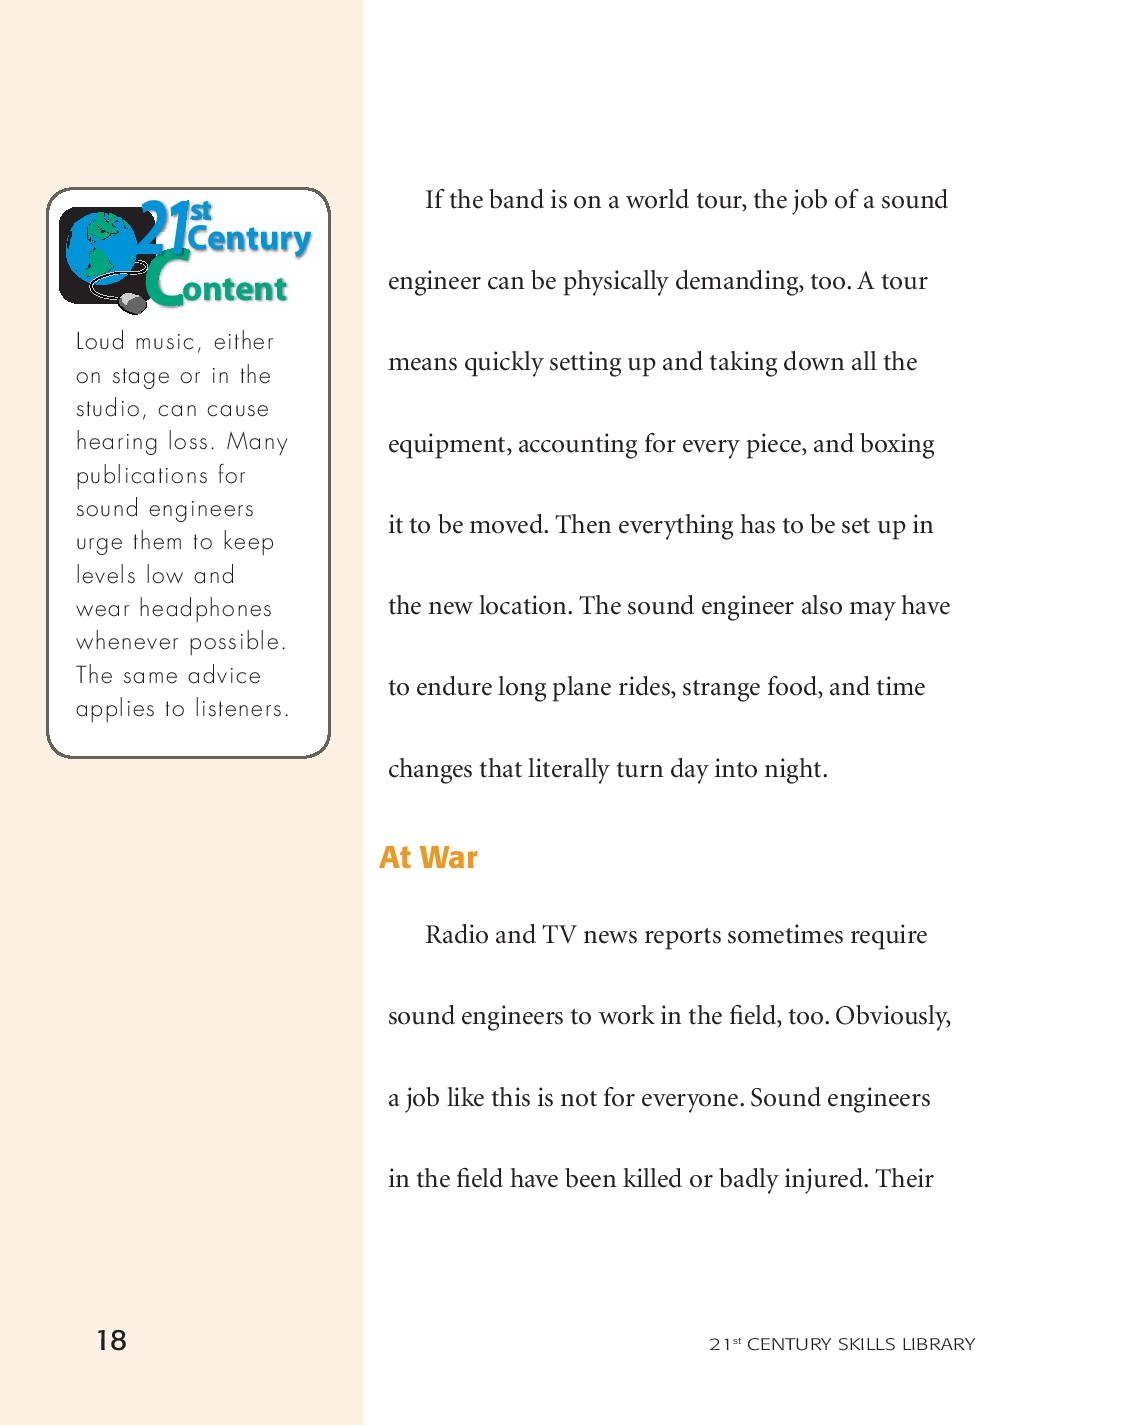 21st
Century
Content
Loud music, either
on stage or in the
studio, can cause
hearing loss. Many
publications for
sound engineers
urge them to keep
levels low and
wear headphones
whenever possible.
The same advice
applies to listeners.
If the band is on a world tour, the job of a sound
engineer can be physically demanding, too. A tour
means quickly setting up and taking down all the
equipment, accounting for every piece, and boxing
it to be moved. Then everything has to be set up in
the new location. The sound engineer also may have
to endure long plane rides, strange food, and time
changes that literally turn day into night.
At War
Radio and TV news reports sometimes require
sound engineers to work in the field, too. Obviously,
a job like this is not for everyone. Sound engineers
in the field have been killed or badly injured. Their
18
21st CENTURY SKILLS LIBRARY